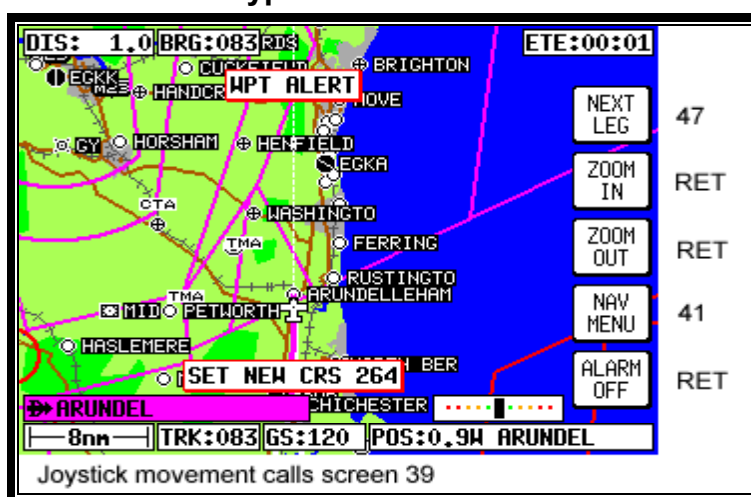 DIS: 1.0 BRG:083 RDS ETE:00:01
EGKK
BRIGHTON
WPT ALERT
HOVE
NEXT LEG 47
GY
HORSHAM
HENFIELD
EGKA
ZOOM IN RET
CTA
WASHINGTO
TMA
FERRING
ZOOM OUT RET
RUSTINGTO
TMA
ARUNDELLEHAM
MID PETWORTH
NAV MENU 41
HASLEMERE
BER
SET NEW CRS 264
ALARM OFF RET
ARUNDEL
CHICHESTER
8nm TRK:083 GS:120 POS:0.9W ARUNDEL
Joystick movement calls screen 39